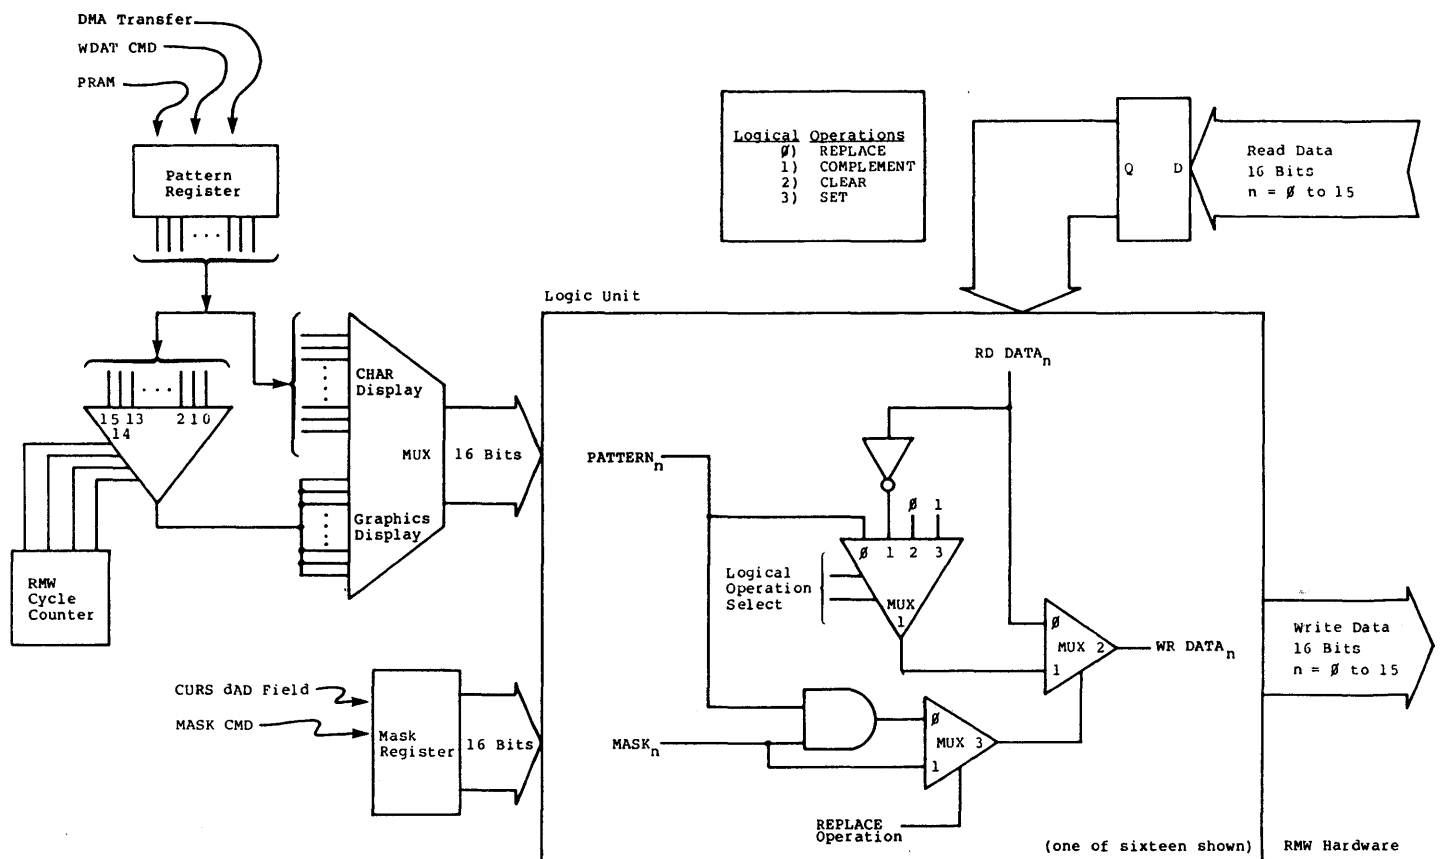 DMA Transfer
WDAT CMD
PRAM
Pattern
Register
15 13 2 1 0
14
RMW
Cycle
Counter
CHAR
Display
MUX
Graphics
Display
16 Bits
Logical Operations
Ø) REPLACE
1) COMPLEMENT
2) CLEAR
3) SET
Q D
Read Data
16 Bits
n = Ø to 15
Logic Unit
RD DATAn
PATTERNn
Ø 1
Ø 1 2 3
MUX
1
Logical
Operation
Select
Ø
MUX 2
1
WR DATAn
Write Data
16 Bits
n = Ø to 15
CURS dAD Field
MASK CMD
Mask
Register
16 Bits
MASKn
Ø
MUX 3
1
REPLACE
Operation
(one of sixteen shown)
RMW Hardware